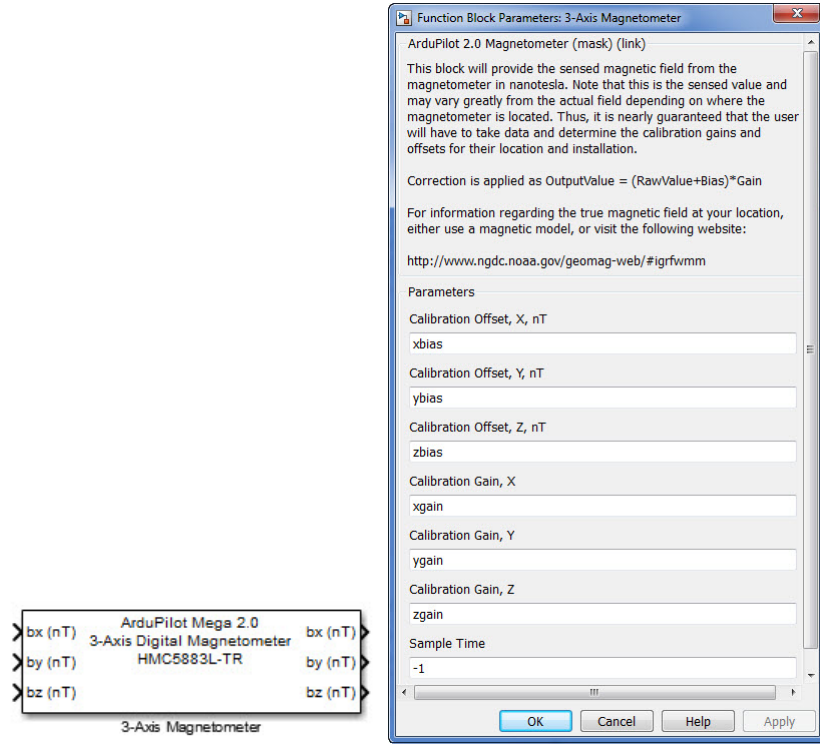 Function Block Parameters: 3-Axis Magnetometer
ArduPilot 2.0 Magnetometer (mask) (link)
This block will provide the sensed magnetic field from the
magnetometer in nanotesla. Note that this is the sensed value and
may vary greatly from the actual field depending on where the
magnetometer is located. Thus, it is nearly guaranteed that the user
will have to take data and determine the calibration gains and
offsets for their location and installation.
Correction is applied as OutputValue = (RawValue+Bias)*Gain
For information regarding the true magnetic field at your location,
either use a magnetic model, or visit the following website:
http://www.ngdc.noaa.gov/geomag-web/#igrfwmm
Parameters
Calibration Offset, X, nT
xbias
Calibration Offset, Y, nT
ybias
Calibration Offset, Z, nT
zbias
Calibration Gain, X
xgain
Calibration Gain, Y
ygain
Calibration Gain, Z
zgain
Sample Time
-1
OK Cancel Help Apply
ArduPilot Mega 2.0
bx (nT) 3-Axis Digital Magnetometer bx (nT)
HMC5883L-TR
by (nT) by (nT)
bz (nT) bz (nT)
3-Axis Magnetometer